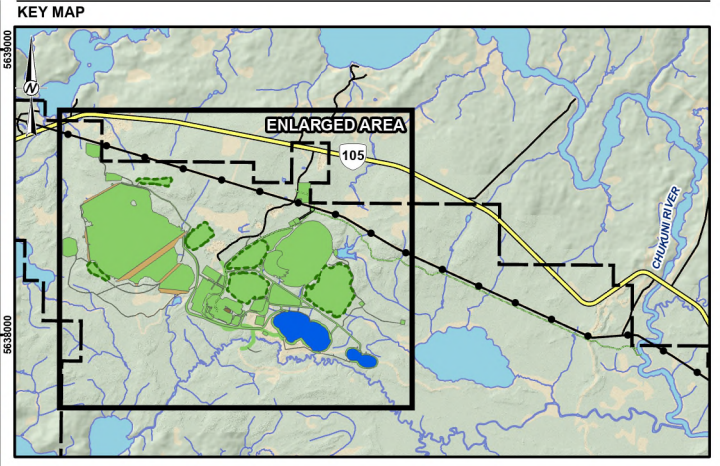 KEY MAP
5639000
N
ENLARGED AREA
105
CHUKUNI RIVER
5638000